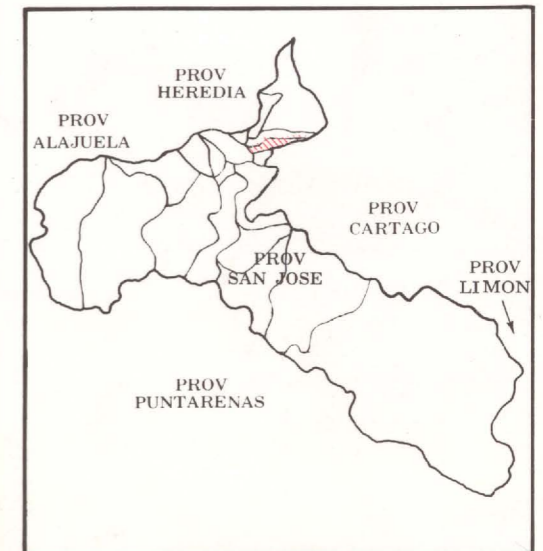 PROV
HEREDIA
PROV
ALAJUELA
PROV
CARTAGO
PROV
SAN JOSE
PROV
LIMON
PROV
PUNTARENAS